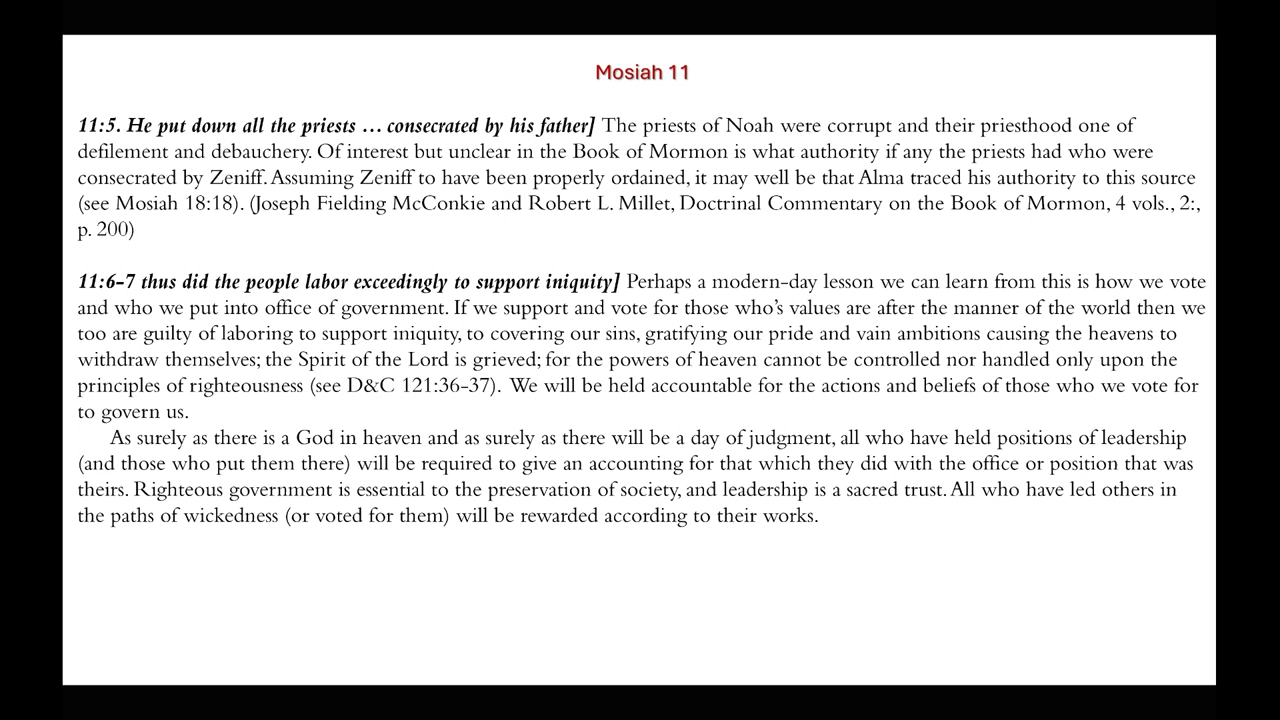 Mosiah 11
11:5. He put down all the priests … consecrated by his father] The priests of Noah were corrupt and their priesthood one of
defilement and debauchery. Of interest but unclear in the Book of Mormon is what authority if any the priests had who were
consecrated by Zeniff. Assuming Zeniff to have been properly ordained, it may well be that Alma traced his authority to this source
(see Mosiah 18:18). (Joseph Fielding McConkie and Robert L. Millet, Doctrinal Commentary on the Book of Mormon, 4 vols., 2:,
p. 200)
11:6-7 thus did the people labor exceedingly to support iniquity] Perhaps a modern-day lesson we can learn from this is how we vote
and who we put into office of government. If we support and vote for those who’s values are after the manner of the world then we
too are guilty of laboring to support iniquity, to covering our sins, gratifying our pride and vain ambitions causing the heavens to
withdraw themselves; the Spirit of the Lord is grieved; for the powers of heaven cannot be controlled nor handled only upon the
principles of righteousness (see D&C 121:36-37). We will be held accountable for the actions and beliefs of those who we vote for
to govern us.
As surely as there is a God in heaven and as surely as there will be a day of judgment, all who have held positions of leadership
(and those who put them there) will be required to give an accounting for that which they did with the office or position that was
theirs. Righteous government is essential to the preservation of society, and leadership is a sacred trust. All who have led others in
the paths of wickedness (or voted for them) will be rewarded according to their works.